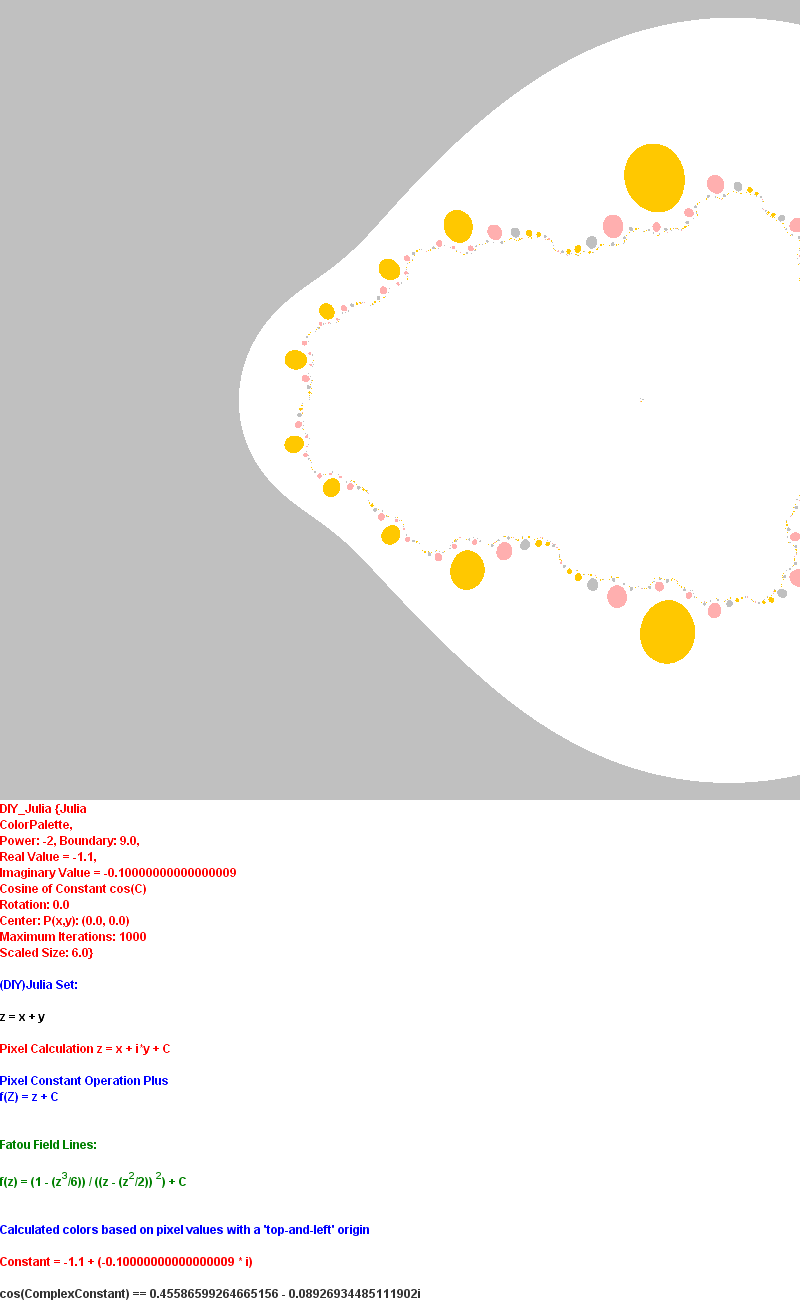 DIY_Julia {Julia
ColorPalette,
Power: -2, Boundary: 9.0,
Real Value = -1.1,
Imaginary Value = -0.10000000000000009
Cosine of Constant cos(C)
Rotation: 0.0
Center: P(x,y): (0.0, 0.0)
Maximum Iterations: 1000
Scaled Size: 6.0}
(DIY)Julia Set:
z = x + y
Pixel Calculation z = x + i*y + C
Pixel Constant Operation Plus
f(Z) = z + C
Fatou Field Lines:
f(z) = (1 - (z^3/6)) / ((z - (z^2/2))^2) + C
Calculated colors based on pixel values with a 'top-and-left' origin
Constant = -1.1 + (-0.10000000000000009 * i)
cos(ComplexConstant) == 0.45586599264665156 - 0.08926934485111902i